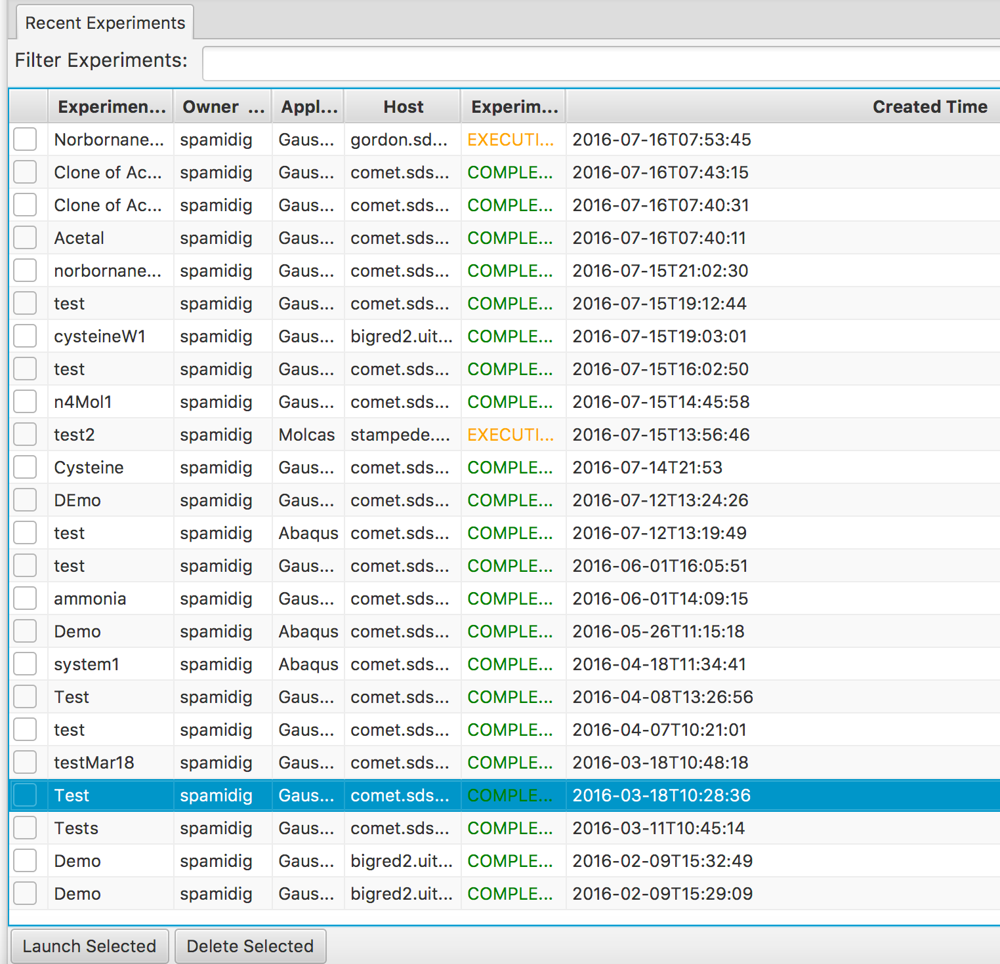 Recent Experiments
Filter Experiments:
Experimen... Owner ... Appl... Host Experim... Created Time
Norbornane... spamidig Gaus... gordon.sd... EXECUTI... 2016-07-16T07:53:45
Clone of Ac... spamidig Gaus... comet.sds... COMPLE... 2016-07-16T07:43:15
Clone of Ac... spamidig Gaus... comet.sds... COMPLE... 2016-07-16T07:40:31
Acetal spamidig Gaus... comet.sds... COMPLE... 2016-07-16T07:40:11
norbornane... spamidig Gaus... comet.sds... COMPLE... 2016-07-15T21:02:30
test spamidig Gaus... comet.sds... COMPLE... 2016-07-15T19:12:44
cysteineW1 spamidig Gaus... bigred2.uit... COMPLE... 2016-07-15T19:03:01
test spamidig Gaus... comet.sds... COMPLE... 2016-07-15T16:02:50
n4Mol1 spamidig Gaus... comet.sds... COMPLE... 2016-07-15T14:45:58
test2 spamidig Molcas stampede.... EXECUTI... 2016-07-15T13:56:46
Cysteine spamidig Gaus... comet.sds... COMPLE... 2016-07-14T21:53
DEmo spamidig Gaus... comet.sds... COMPLE... 2016-07-12T13:24:26
test spamidig Abaqus comet.sds... COMPLE... 2016-07-12T13:19:49
test spamidig Gaus... comet.sds... COMPLE... 2016-06-01T16:05:51
ammonia spamidig Gaus... comet.sds... COMPLE... 2016-06-01T14:09:15
Demo spamidig Abaqus comet.sds... COMPLE... 2016-05-26T11:15:18
system1 spamidig Abaqus comet.sds... COMPLE... 2016-04-18T11:34:41
Test spamidig Gaus... comet.sds... COMPLE... 2016-04-08T13:26:56
test spamidig Gaus... comet.sds... COMPLE... 2016-04-07T10:21:01
testMar18 spamidig Gaus... comet.sds... COMPLE... 2016-03-18T10:48:18
Test spamidig Gaus... comet.sds... COMPLE... 2016-03-18T10:28:36
Tests spamidig Gaus... comet.sds... COMPLE... 2016-03-11T10:45:14
Demo spamidig Gaus... bigred2.uit... COMPLE... 2016-02-09T15:32:49
Demo spamidig Gaus... bigred2.uit... COMPLE... 2016-02-09T15:29:09
Launch Selected Delete Selected